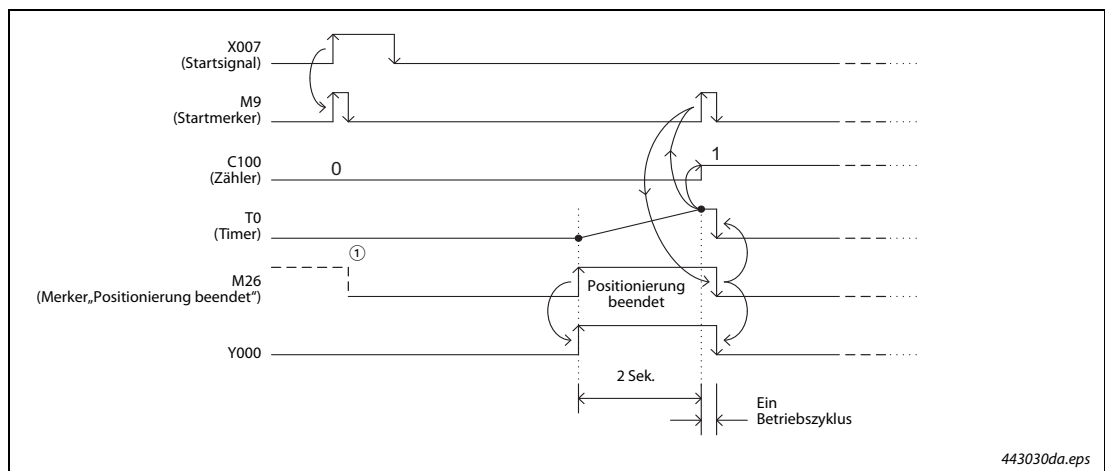 X007
(Startsignal)
M9
(Startmerker)
C100
(Zähler)
0
1
T0
(Timer)
①
M26
(Merker„Positionierung beendet“)
Positionierung
beendet
Y000
2 Sek.
Ein
Betriebszyklus
443030da.eps